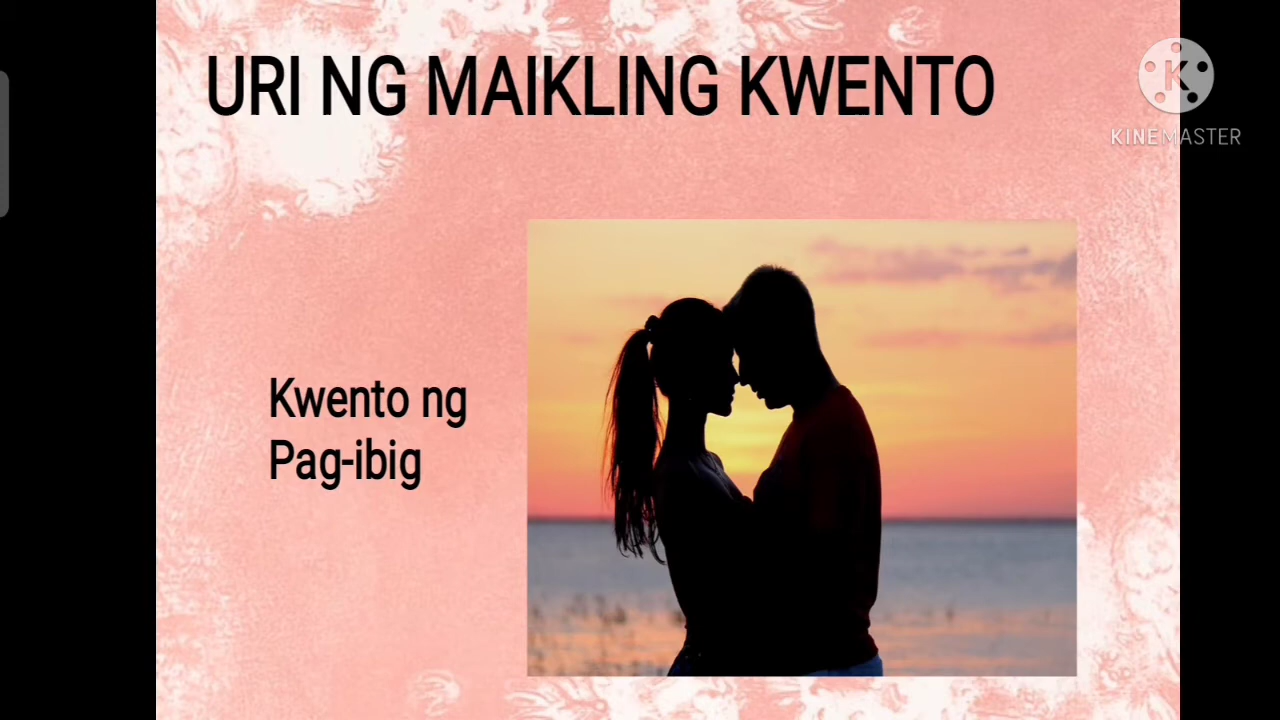 URI NG MAIKLING KWENTO
K
KINEMASTER
Kwento ng
Pag-ibig